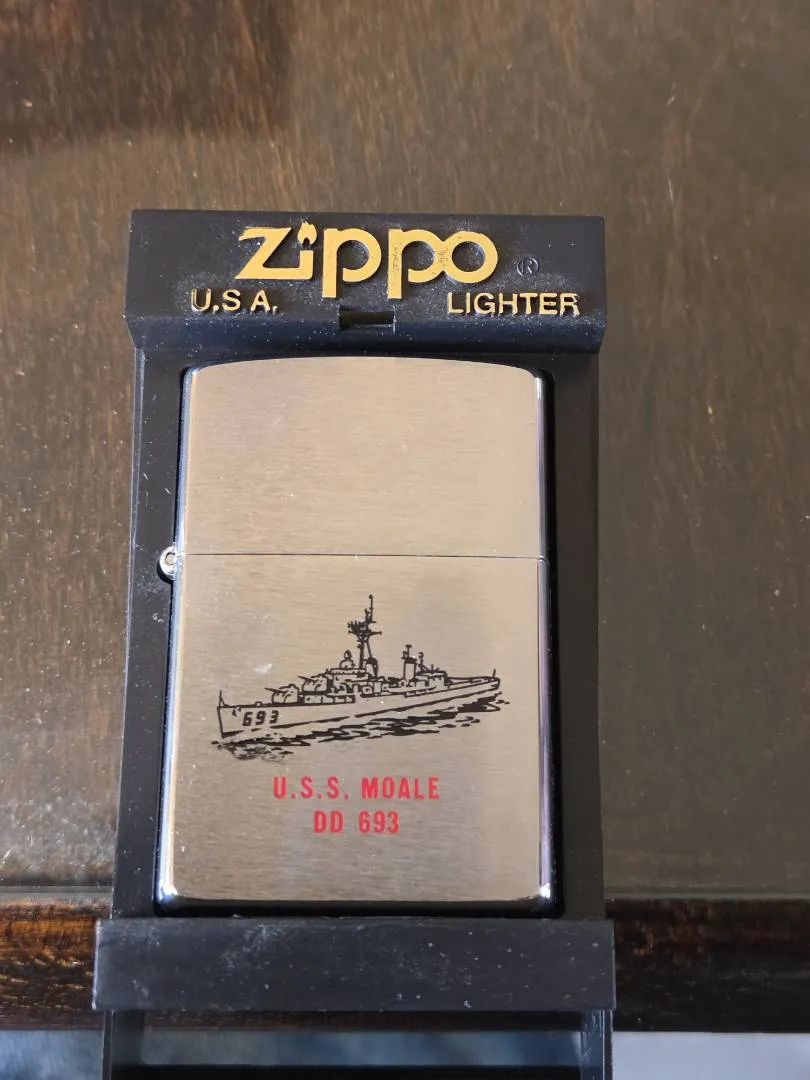 Zippo ®
U.S.A. LIGHTER
693
U.S.S. MOALE
DD 693